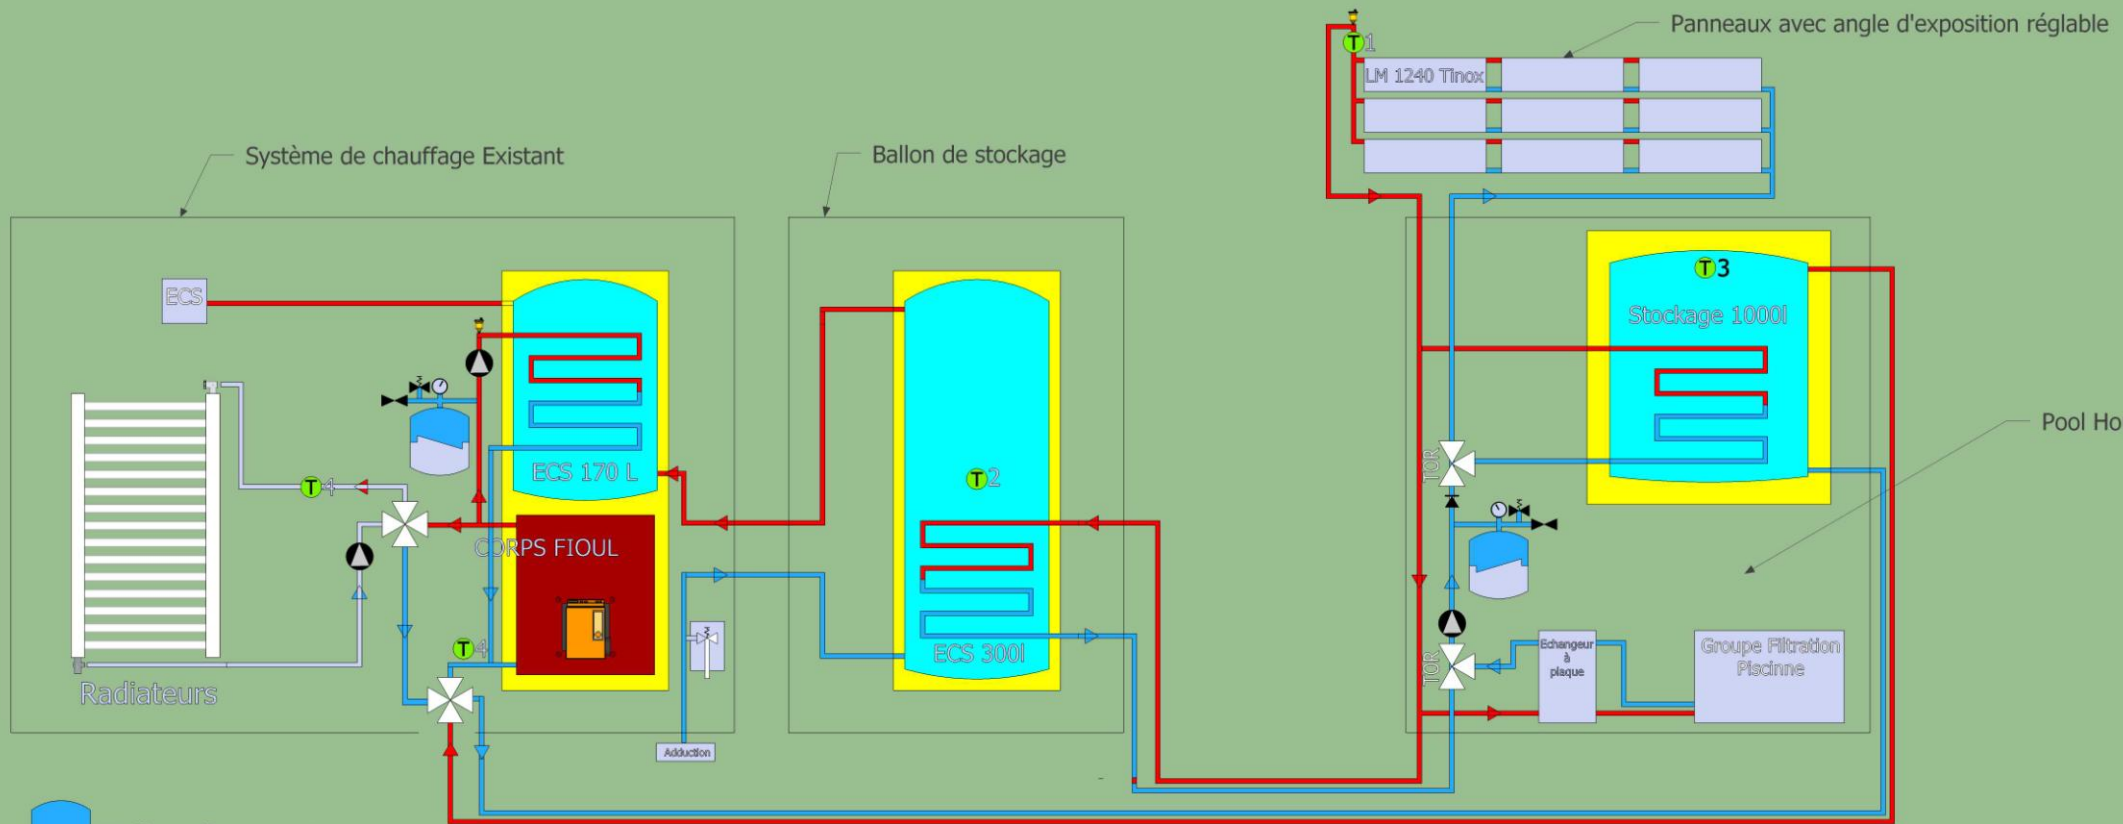 Panneaux avec angle d'exposition réglable
T1
LM 1240 Tinox
Système de chauffage Existant
Ballon de stockage
T3
Stockage 1000l
ECS
Pool Ho
TOR
ECS 170 L
T2
T4
CORPS FIOUL
T4
ECS 300l
TOR
Echangeur
à
plaque
Groupe Filtration
Piscinne
Radiateurs
Adduction